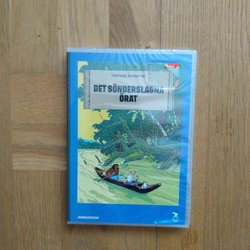 TINTINS ÄVENTYR
DET SÖNDERSLAGNA
ÖRAT